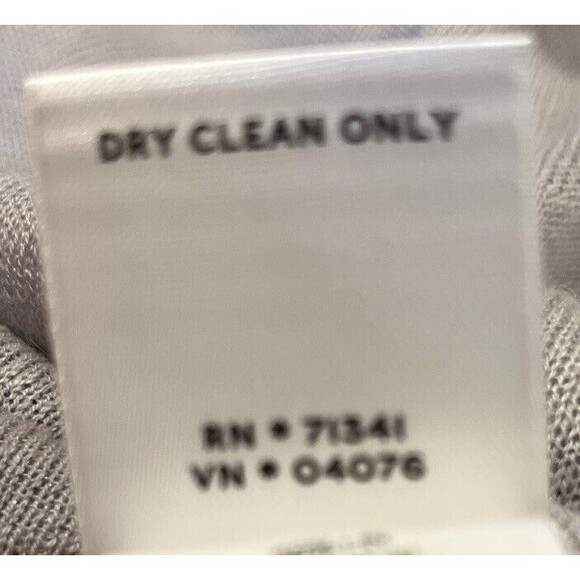 DRY CLEAN ONLY
RN # 71341
VN # 04076